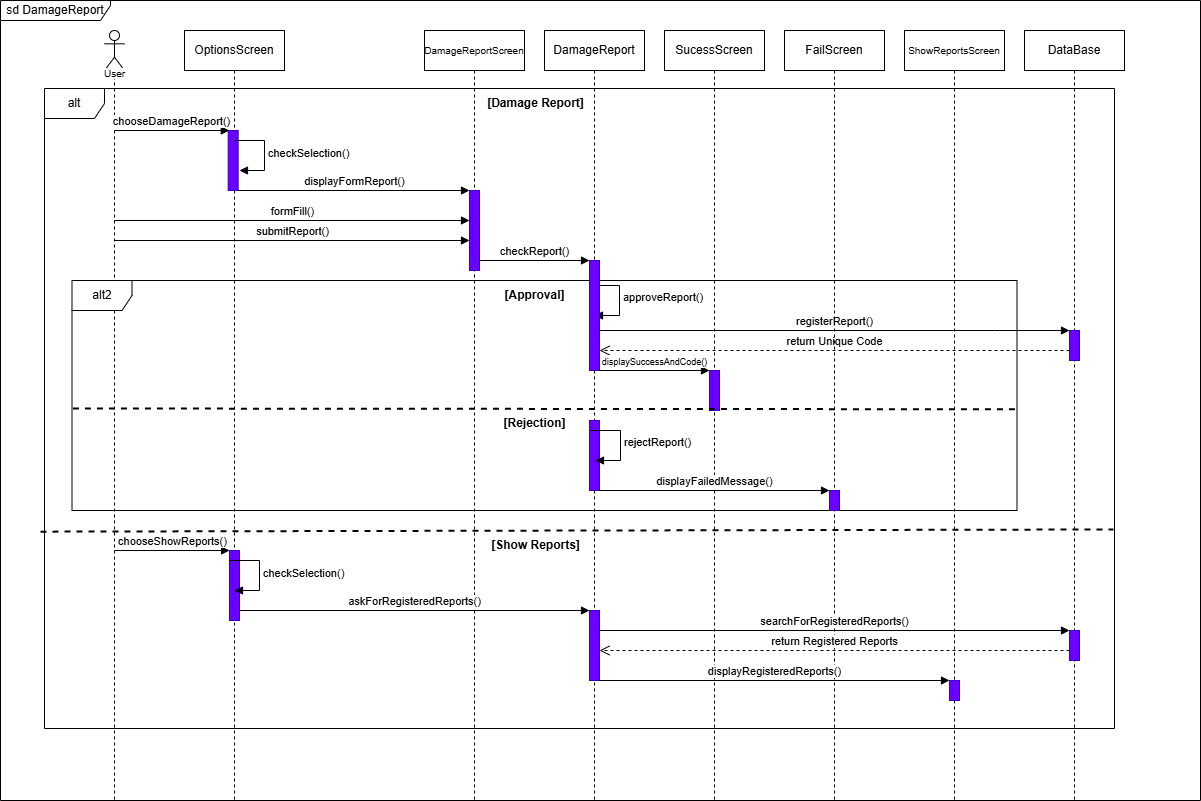 sd DamageReport
User
OptionsScreen
DamageReportScreen
DamageReport
SucessScreen
FailScreen
ShowReportsScreen
DataBase
alt
[Damage Report]
chooseDamageReport()
checkSelection()
displayFormReport()
formFill()
submitReport()
checkReport()
alt2
[Approval]
approveReport()
registerReport()
return Unique Code
displaySuccessAndCode()
[Rejection]
rejectReport()
displayFailedMessage()
chooseShowReports()
[Show Reports]
checkSelection()
askForRegisteredReports()
searchForRegisteredReports()
return Registered Reports
displayRegisteredReports()